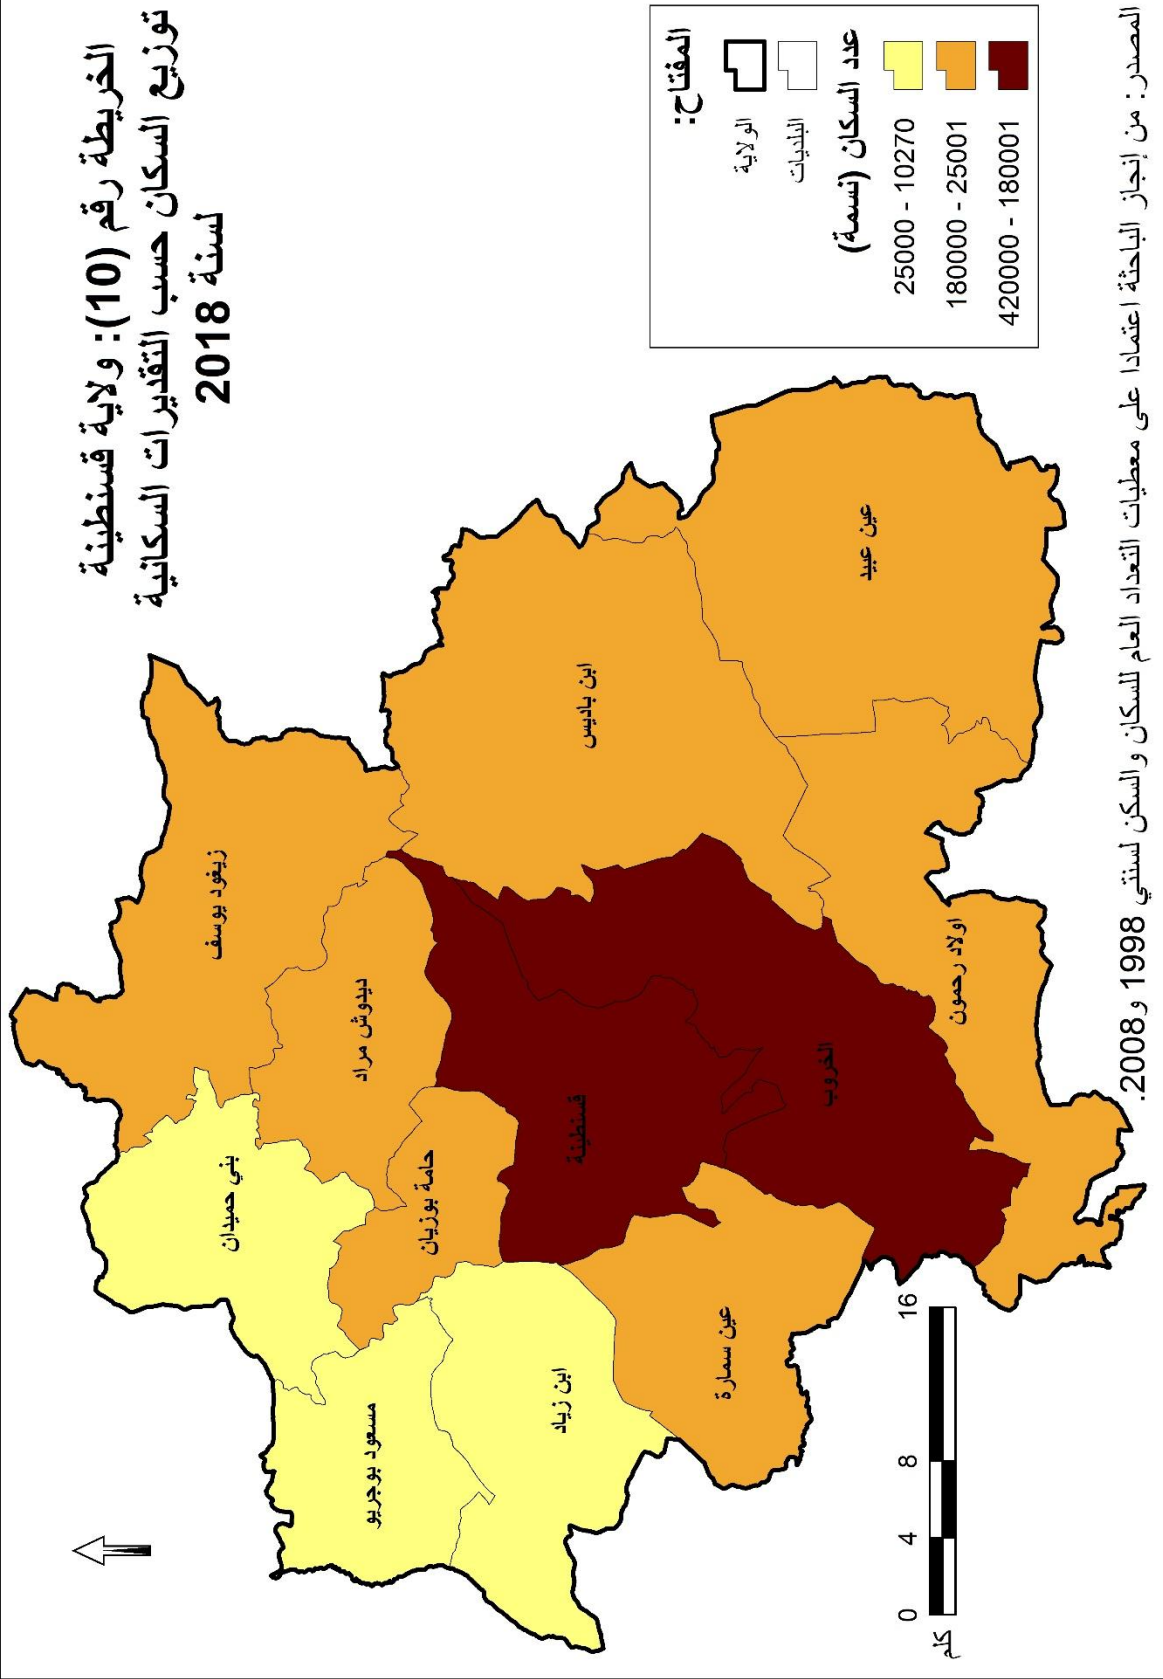 الخريطة رقم (10): ولاية قسنطينة
توزيع السكان حسب التقديرات السكانية
لسنة 2018
زيغود يوسف
بني حميدان
ديدوش مراد
حامة بوزيان
مسعود بوجريو
ابن زياد
قسنطينة
ابن باديس
عين سمارة
الخروب
عين عبيد
اولاد رحمون
المفتاح:
الولاية
البلديات
عدد السكان (نسمة)
25000 - 10270
180000 - 25001
420000 - 180001
0 4 8 16
كلم
المصدر: من إنجاز الباحثة اعتمادا على معطيات التعداد العام للسكان والسكن لسنتي 1998 و2008.